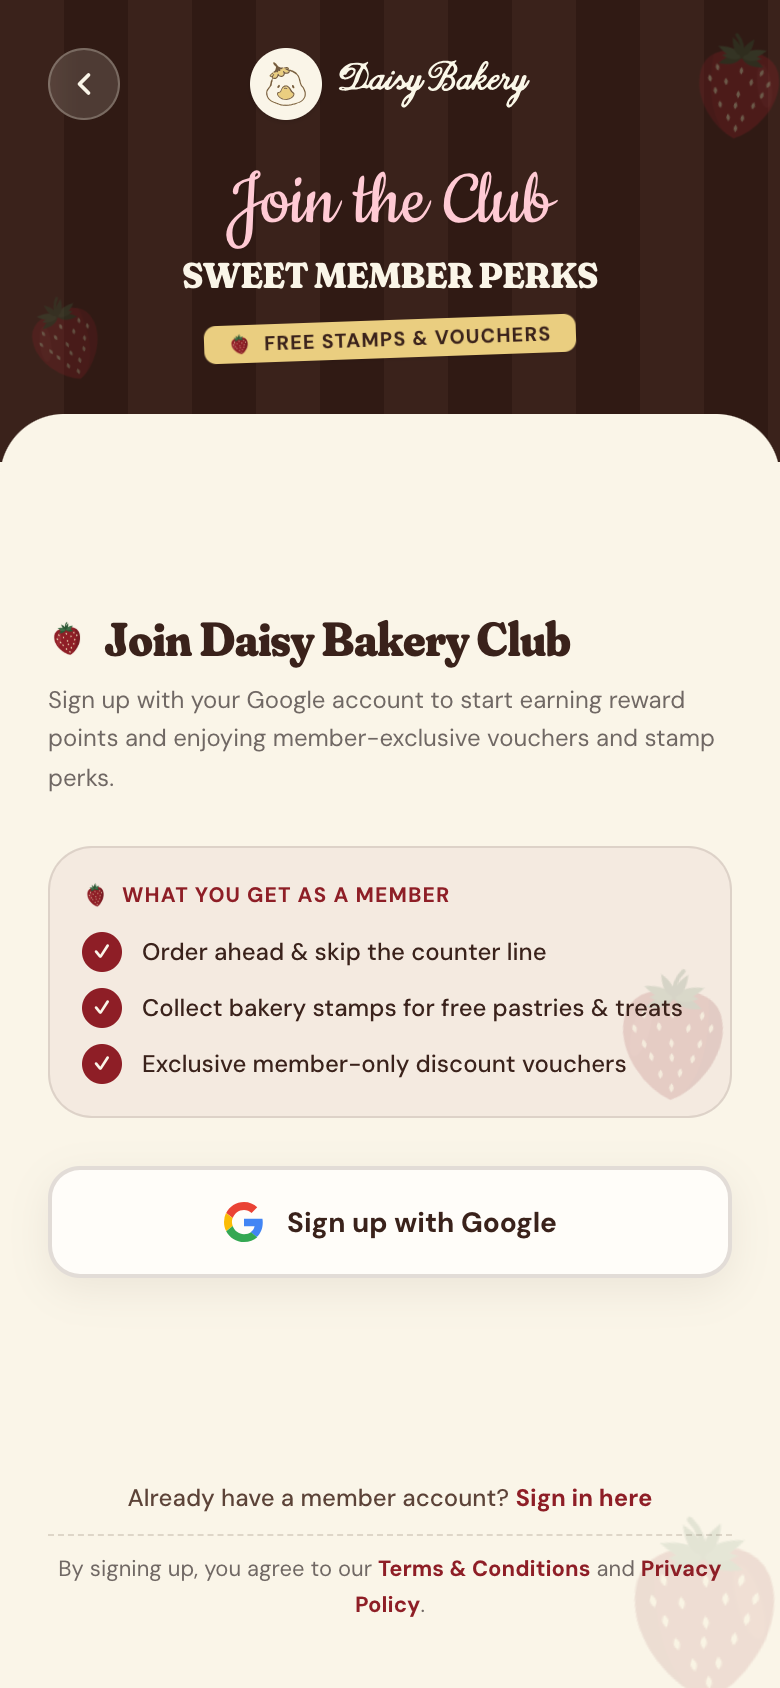 Daisy Bakery
Join the Club
SWEET MEMBER PERKS
FREE STAMPS & VOUCHERS
Join Daisy Bakery Club
Sign up with your Google account to start earning reward
points and enjoying member-exclusive vouchers and stamp
perks.
WHAT YOU GET AS A MEMBER
Order ahead & skip the counter line
Collect bakery stamps for free pastries & treats
Exclusive member-only discount vouchers
Sign up with Google
Already have a member account? Sign in here
By signing up, you agree to our Terms & Conditions and Privacy
Policy.